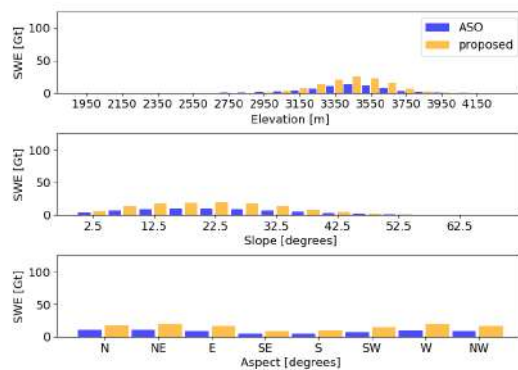 ASO
proposed
SWE [Gt]
100
50
0
1950 2150 2350 2550 2750 2950 3150 3350 3550 3750 3950 4150
Elevation [m]
SWE [Gt]
100
50
0
2.5 12.5 22.5 32.5 42.5 52.5 62.5
Slope [degrees]
SWE [Gt]
100
50
0
N NE E SE S SW W NW
Aspect [degrees]